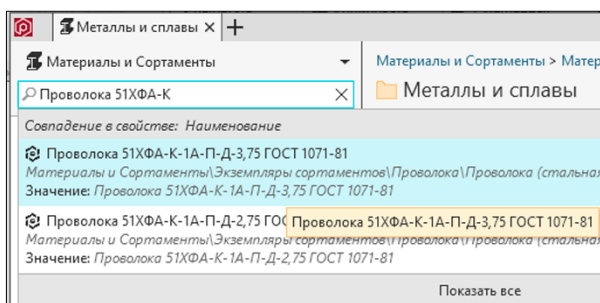 Металлы и сплавы
Материалы и Сортаменты
Материалы и Сортаменты > Матер
Проволока 51ХФА-К
Металлы и сплавы
Совпадение в свойстве: Наименование
Проволока 51ХФА-К-1А-П-Д-3,75 ГОСТ 1071-81
Материалы и Сортаменты\Экземпляры сортаментов\Проволока\Проволока (стальная
Значение: Проволока 51ХФА-К-1А-П-Д-3,75 ГОСТ 1071-81
Проволока 51ХФА-К-1А-П-Д-2,75 ГОС
Проволока 51ХФА-К-1А-П-Д-3,75 ГОСТ 1071-81
Материалы и Сортаменты\Экземпляры сортаментов\Проволока\Проволока (стальная
Значение: Проволока 51ХФА-К-1А-П-Д-2,75 ГОСТ 1071-81
Показать все